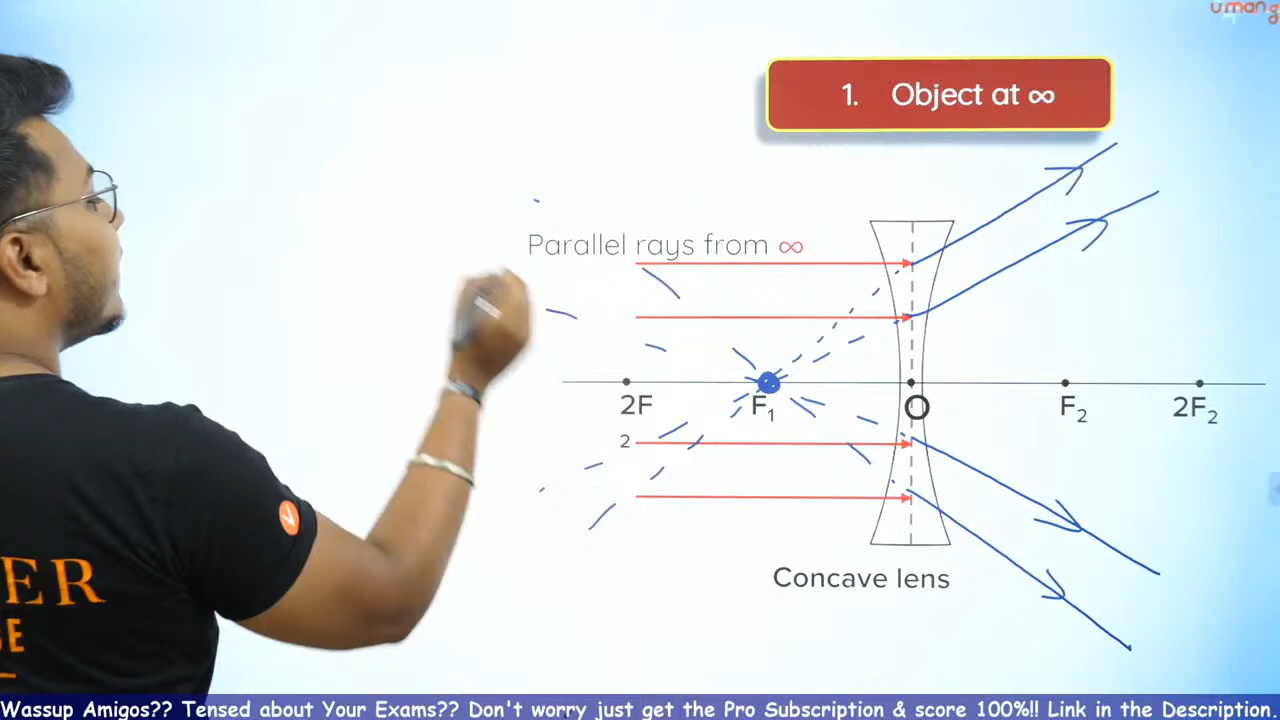 umang
1. Object at ∞
Parallel rays from ∞
2F
F₁
O
F₂
2F₂
2
Concave lens
ER
SE
Wassup Amigos?? Tensed about Your Exams?? Don't worry just get the Pro Subscription & score 100%!! Link in the Description.